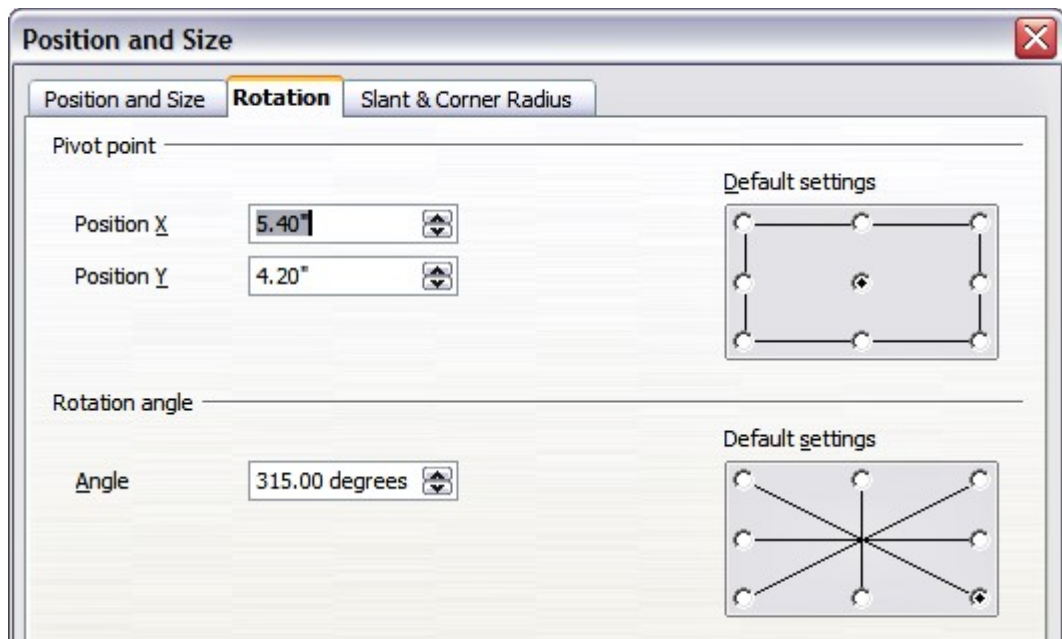 Position and Size
Position and Size Rotation Slant & Corner Radius
Pivot point
Default settings
Position X 5.40"
Position Y 4.20"
Rotation angle
Default settings
Angle 315.00 degrees